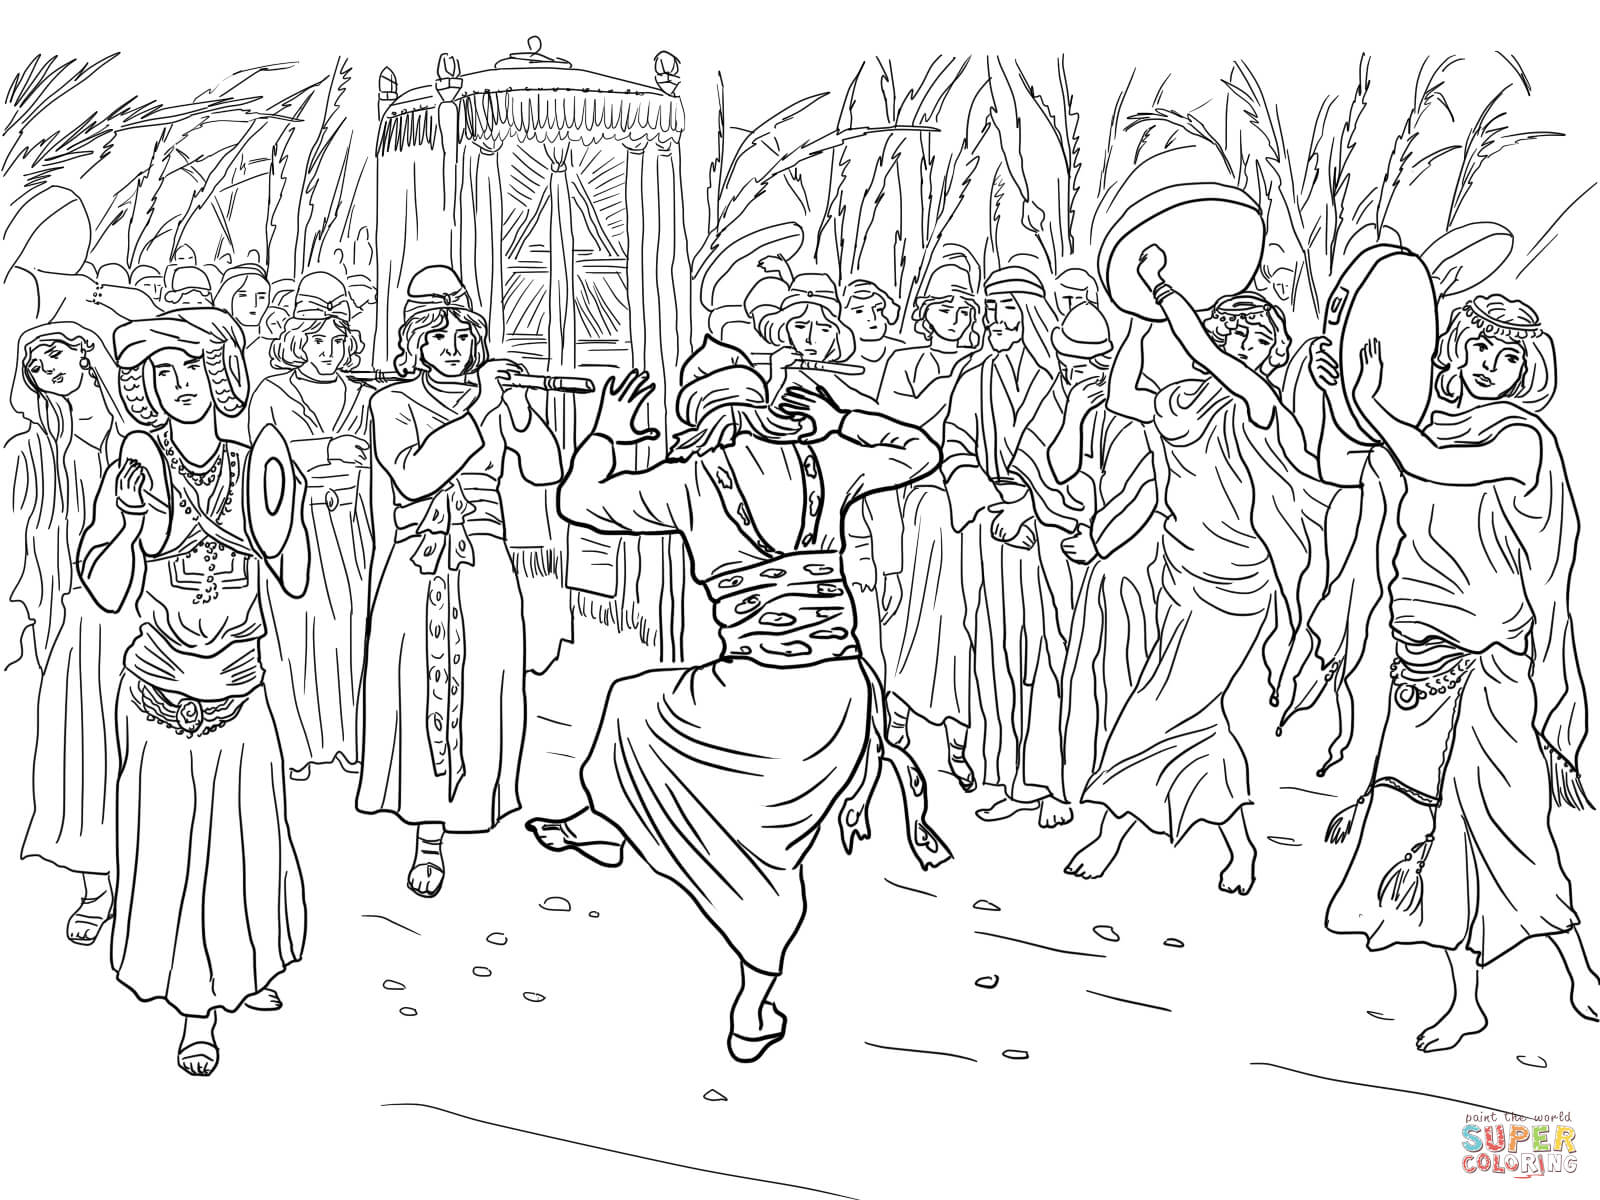 paint the world
SUPER
COLORING